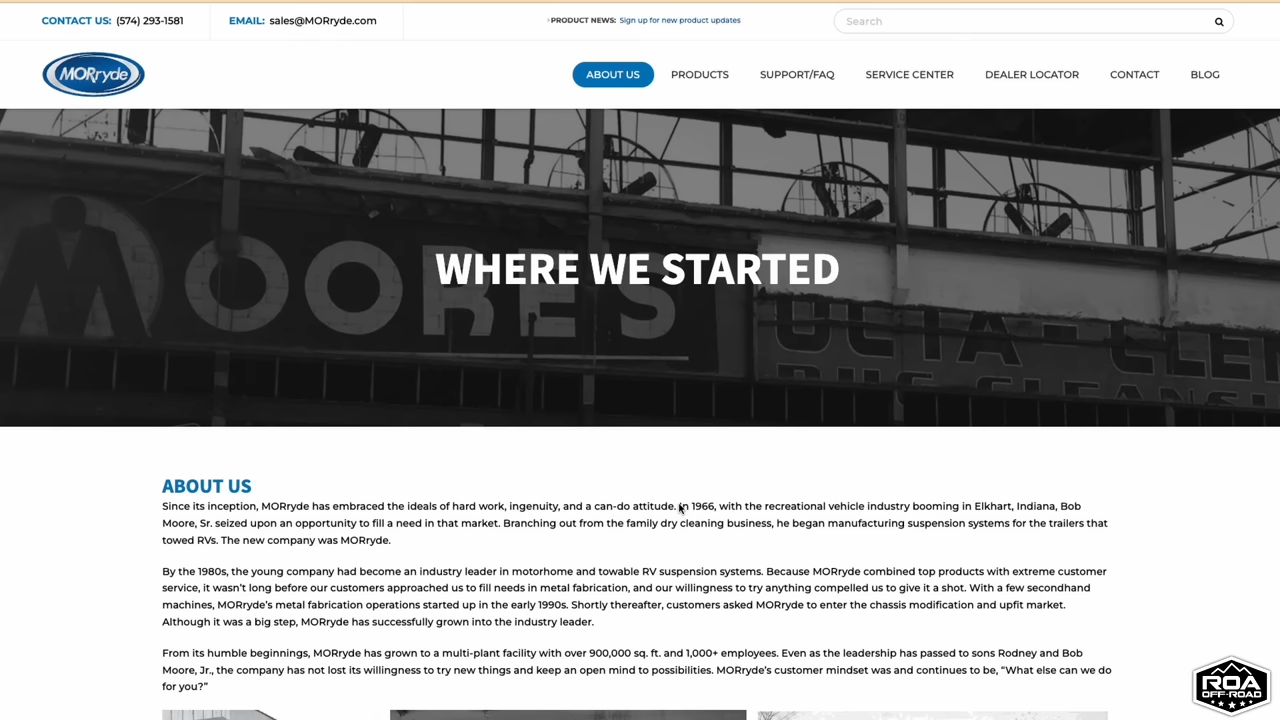 CONTACT US: (574) 293-1581
EMAIL: sales@MORryde.com
PRODUCT NEWS: Sign up for new product updates
Search
MORryde
ABOUT US
PRODUCTS
SUPPORT/FAQ
SERVICE CENTER
DEALER LOCATOR
CONTACT
BLOG
MOORES
WHERE WE STARTED
ABOUT US
Since its inception, MORryde has embraced the ideals of hard work, ingenuity, and a can-do attitude. In 1966, with the recreational vehicle industry booming in Elkhart, Indiana, Bob
Moore, Sr. seized upon an opportunity to fill a need in that market. Branching out from the family dry cleaning business, he began manufacturing suspension systems for the trailers that
towed RVs. The new company was MORryde.
By the 1980s, the young company had become an industry leader in motorhome and towable RV suspension systems. Because MORryde combined top products with extreme customer
service, it wasn't long before our customers approached us to fill needs in metal fabrication, and our willingness to try anything compelled us to give it a shot. With a few secondhand
machines, MORryde's metal fabrication operations started up in the early 1990s. Shortly thereafter, customers asked MORryde to enter the chassis modification and upfit market.
Although it was a big step, MORryde has successfully grown into the industry leader.
From its humble beginnings, MORryde has grown to a multi-plant facility with over 900,000 sq. ft. and 1,000+ employees. Even as the leadership has passed to sons Rodney and Bob
Moore, Jr., the company has not lost its willingness to try new things and keep an open mind to possibilities. MORryde's customer mindset was and continues to be, “What else can we do
for you?”
ROA
OFF-ROAD